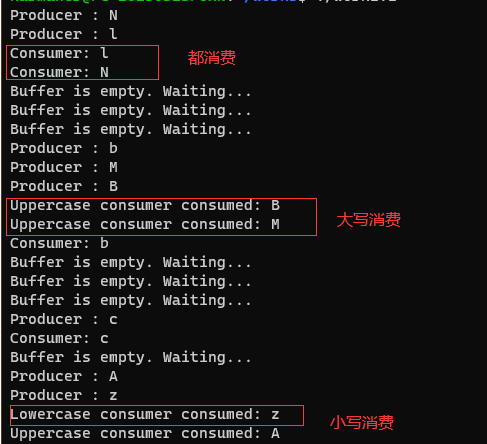 Producer : N
Producer : l
Consumer: l
Consumer: N
都消费
Buffer is empty. Waiting...
Buffer is empty. Waiting...
Buffer is empty. Waiting...
Producer : b
Producer : M
Producer : B
Uppercase consumer consumed: B
Uppercase consumer consumed: M
大写消费
Consumer: b
Buffer is empty. Waiting...
Buffer is empty. Waiting...
Buffer is empty. Waiting...
Producer : c
Consumer: c
Buffer is empty. Waiting...
Producer : A
Producer : z
Lowercase consumer consumed: z
小写消费
Uppercase consumer consumed: A